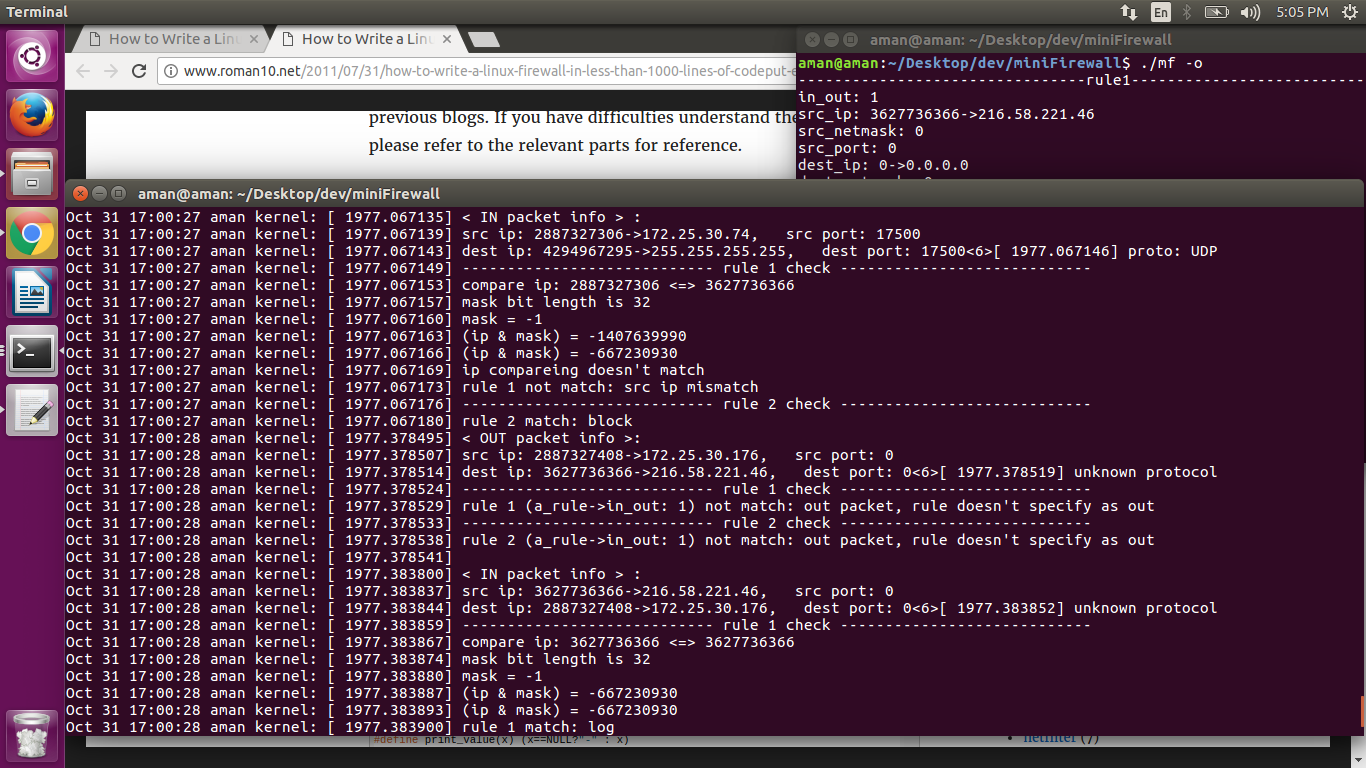 Terminal
En
5:05 PM
How to Write a Lin
How to Write a Lin
www.roman10.net/2011/07/31/how-to-write-a-linux-firewall-in-less-than-1000-lines-of-codeput-e
previous blogs. If you have difficulties understand the
please refer to the relevant parts for reference.
aman@aman: ~/Desktop/dev/miniFirewall
aman@aman:~/Desktop/dev/miniFirewall$ ./mf -o
--------------------------------rule1--------------------------
in_out: 1
src_ip: 3627736366->216.58.221.46
src_netmask: 0
src_port: 0
dest_ip: 0->0.0.0.0
aman@aman: ~/Desktop/dev/miniFirewall
Oct 31 17:00:27 aman kernel: [ 1977.067135] < IN packet info > :
Oct 31 17:00:27 aman kernel: [ 1977.067139] src ip: 2887327306->172.25.30.74,   src port: 17500
Oct 31 17:00:27 aman kernel: [ 1977.067143] dest ip: 4294967295->255.255.255.255,   dest port: 17500<6>[ 1977.067146] proto: UDP
Oct 31 17:00:27 aman kernel: [ 1977.067149] ---------------------------- rule 1 check ----------------------------
Oct 31 17:00:27 aman kernel: [ 1977.067153] compare ip: 2887327306 <=> 3627736366
Oct 31 17:00:27 aman kernel: [ 1977.067157] mask bit length is 32
Oct 31 17:00:27 aman kernel: [ 1977.067160] mask = -1
Oct 31 17:00:27 aman kernel: [ 1977.067163] (ip & mask) = -1407639990
Oct 31 17:00:27 aman kernel: [ 1977.067166] (ip & mask) = -667230930
Oct 31 17:00:27 aman kernel: [ 1977.067169] ip compareing doesn't match
Oct 31 17:00:27 aman kernel: [ 1977.067173] rule 1 not match: src ip mismatch
Oct 31 17:00:27 aman kernel: [ 1977.067176] ---------------------------- rule 2 check ----------------------------
Oct 31 17:00:27 aman kernel: [ 1977.067180] rule 2 match: block
Oct 31 17:00:28 aman kernel: [ 1977.378495] < OUT packet info >:
Oct 31 17:00:28 aman kernel: [ 1977.378507] src ip: 2887327408->172.25.30.176,   src port: 0
Oct 31 17:00:28 aman kernel: [ 1977.378514] dest ip: 3627736366->216.58.221.46,   dest port: 0<6>[ 1977.378519] unknown protocol
Oct 31 17:00:28 aman kernel: [ 1977.378524] ---------------------------- rule 1 check ----------------------------
Oct 31 17:00:28 aman kernel: [ 1977.378529] rule 1 (a_rule->in_out: 1) not match: out packet, rule doesn't specify as out
Oct 31 17:00:28 aman kernel: [ 1977.378533] ---------------------------- rule 2 check ----------------------------
Oct 31 17:00:28 aman kernel: [ 1977.378538] rule 2 (a_rule->in_out: 1) not match: out packet, rule doesn't specify as out
Oct 31 17:00:28 aman kernel: [ 1977.378541]
Oct 31 17:00:28 aman kernel: [ 1977.383800] < IN packet info > :
Oct 31 17:00:28 aman kernel: [ 1977.383837] src ip: 3627736366->216.58.221.46,   src port: 0
Oct 31 17:00:28 aman kernel: [ 1977.383844] dest ip: 2887327408->172.25.30.176,   dest port: 0<6>[ 1977.383852] unknown protocol
Oct 31 17:00:28 aman kernel: [ 1977.383859] ---------------------------- rule 1 check ----------------------------
Oct 31 17:00:28 aman kernel: [ 1977.383867] compare ip: 3627736366 <=> 3627736366
Oct 31 17:00:28 aman kernel: [ 1977.383874] mask bit length is 32
Oct 31 17:00:28 aman kernel: [ 1977.383880] mask = -1
Oct 31 17:00:28 aman kernel: [ 1977.383887] (ip & mask) = -667230930
Oct 31 17:00:28 aman kernel: [ 1977.383893] (ip & mask) = -667230930
Oct 31 17:00:28 aman kernel: [ 1977.383900] rule 1 match: log
#define print_value(x) (x==NULL?"-" : x)
netfilter (7)